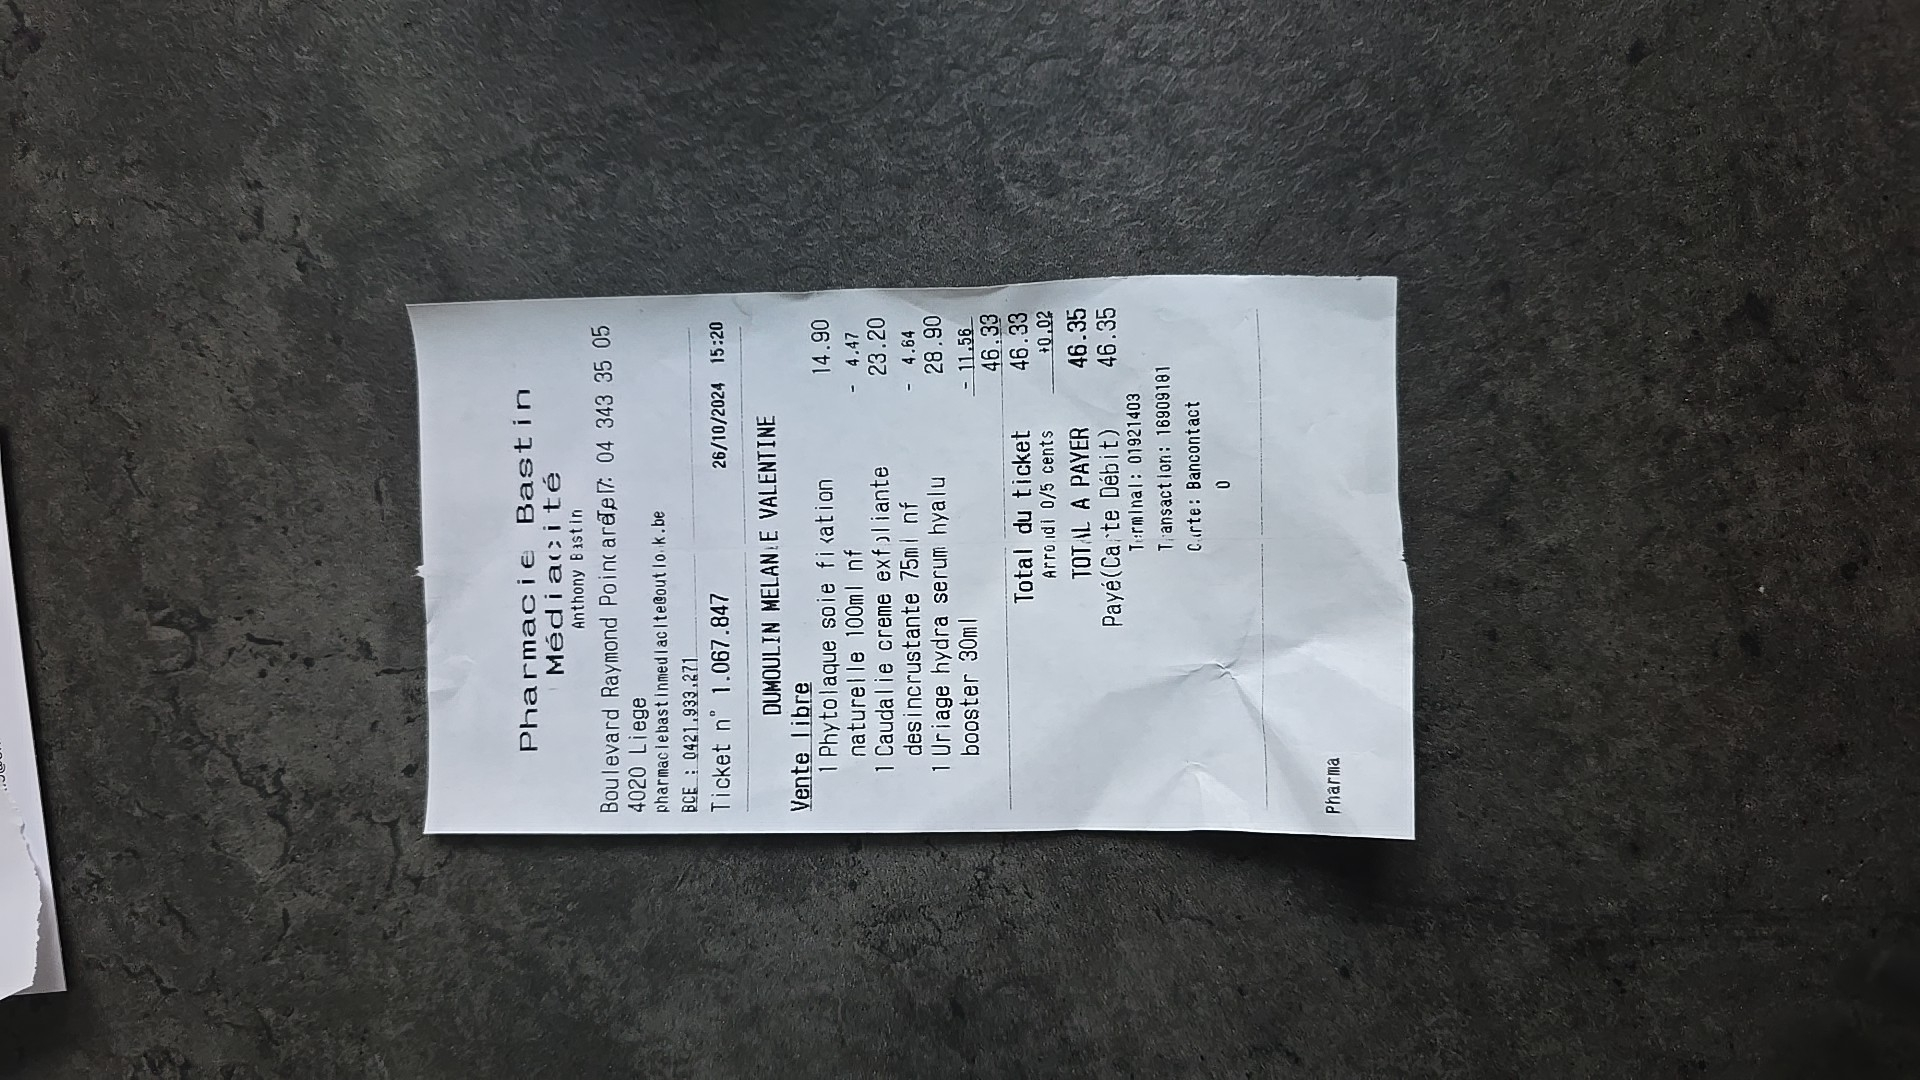 Pharmacie Bastin
Médiacité
Anthony Bastin
Boulevard Raymond Poincaré 7 Tel: 04 343 35 05
4020 Liege
pharmaciebastinmediacite@outlook.be
BCE : 0421.933.271
Ticket n° 1.067.847 26/10/2024 15:20
DUMOULIN MELANIE VALENTINE
Vente libre
1 Phytolaque soie fixation 14.90
naturelle 100ml nf - 4.47
1 Caudalie creme exfoliante 23.20
desincrustante 75ml nf - 4.64
1 Uriage hydra serum hyalu 28.90
booster 30ml - 11.56
46.33
Total du ticket 46.33
Arrondi 0/5 cents +0.02
TOTAL A PAYER 46.35
Payé(Carte Débit) 46.35
Terminal: 01921403
Transaction: 16909181
Carte: Bancontact
0
Pharma